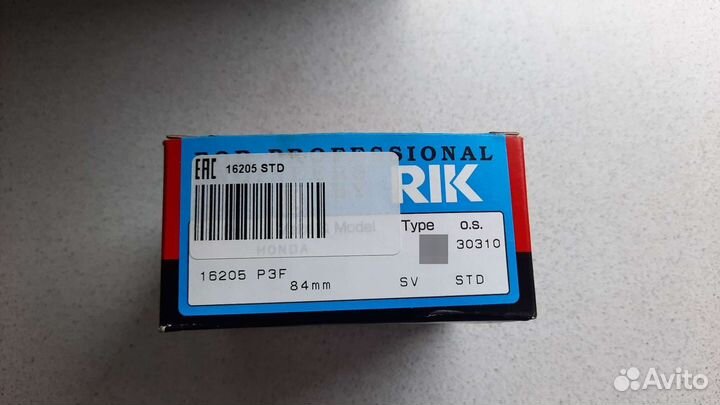 FOR PROFESSIONAL
EAC 16205 STD
RIK
Model Type o.s.
HONDA 30310
16205 P3F
84mm SV STD
Avito